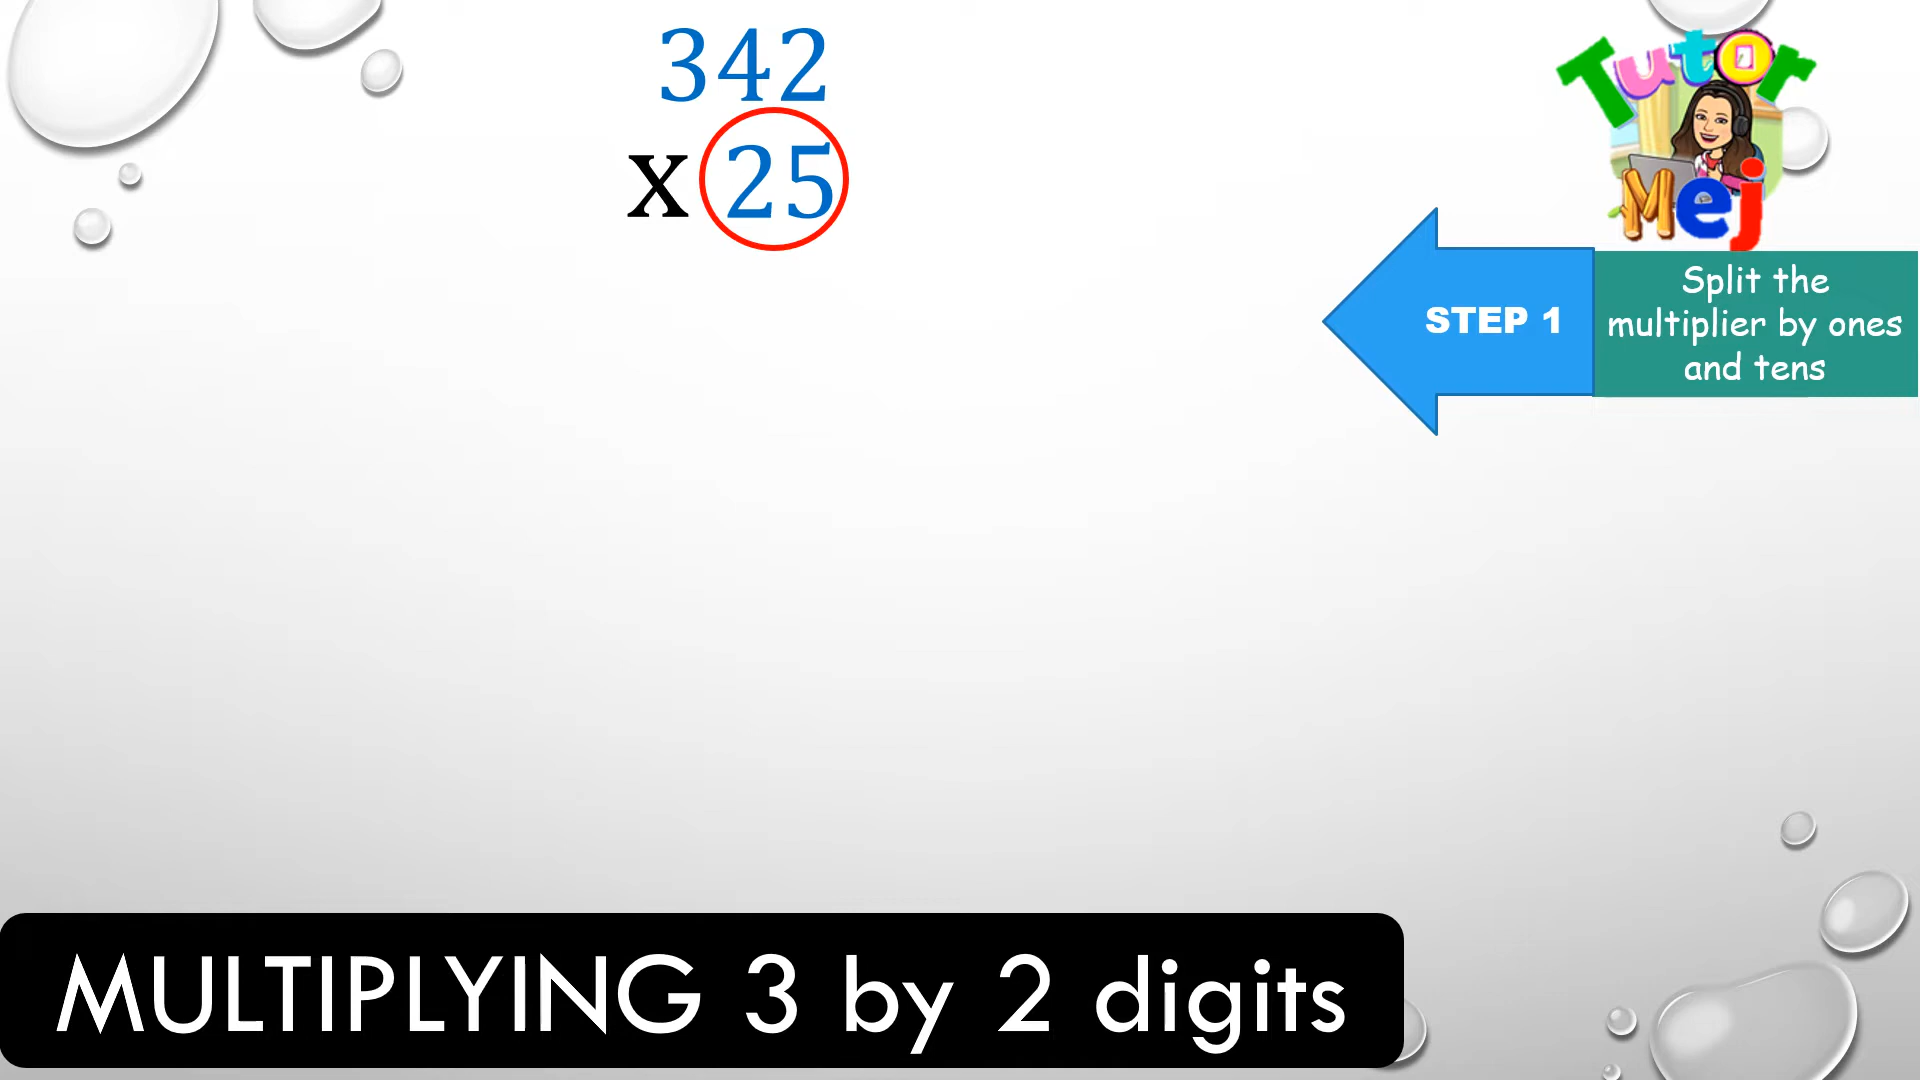 342
x 25
Tutor
Mej
STEP 1
Split the
multiplier by ones
and tens
MULTIPLYING 3 by 2 digits